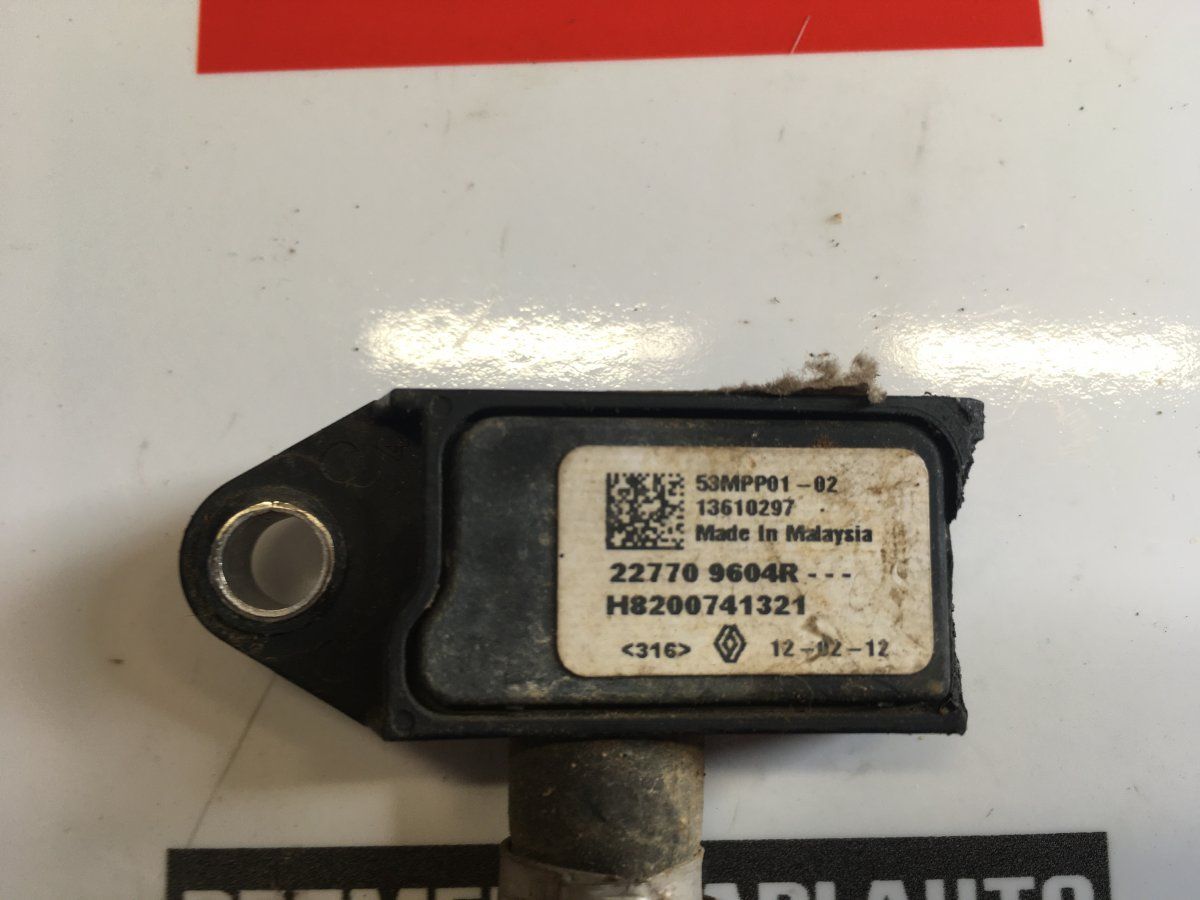 53MPP01-02
13610297
Made In Malaysia
22770 9604R---
H8200741321
<316> 12-02-12